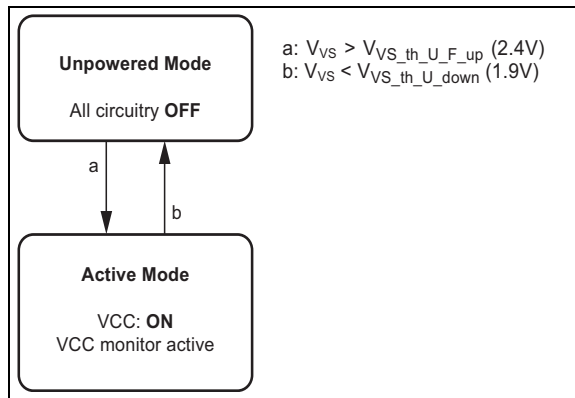 Unpowered Mode
All circuitry OFF
a: VVS > VVS_th_U_F_up (2.4V)
b: VVS < VVS_th_U_down (1.9V)
a
b
Active Mode
VCC: ON
VCC monitor active